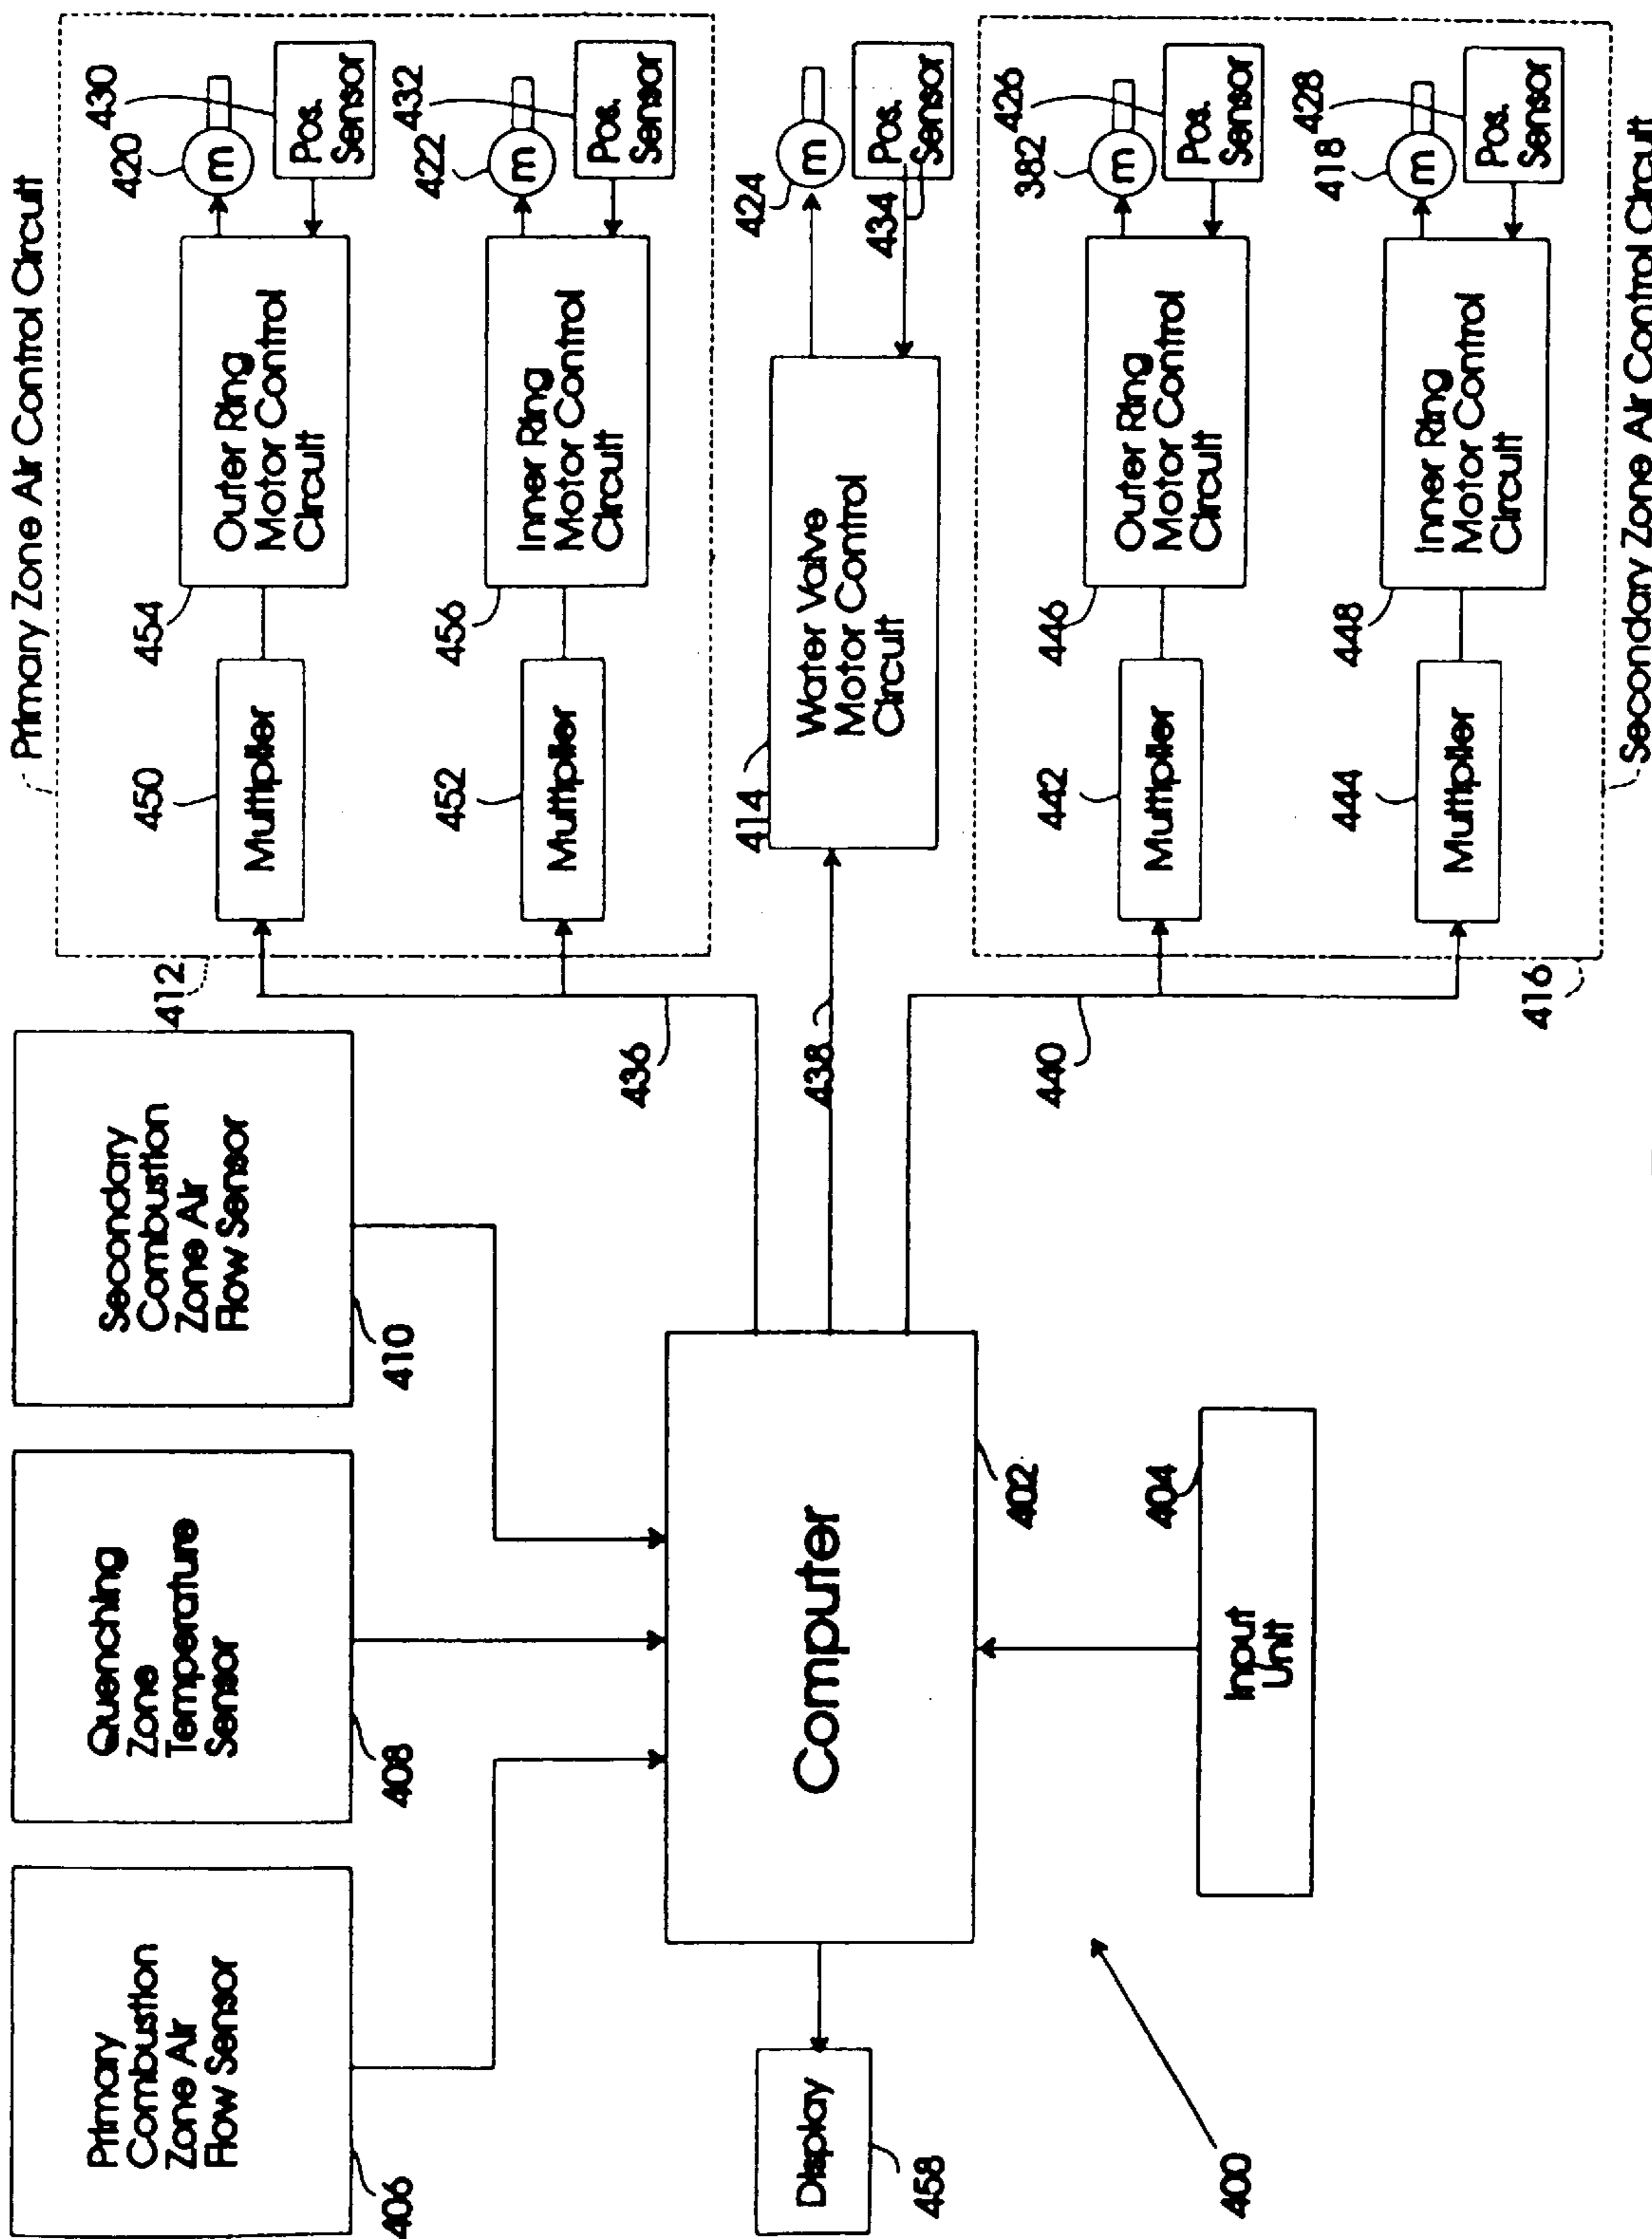 Primary
Combustion
Zone Air
Flow Sensor
406
Quenching
Zone
Temperature
Sensor
408
Secondary
Combustion
Zone Air
Flow Sensor
410
Computer
402
Input
Unit
404
Display
458
400
436
438
440
Primary Zone Air Control Circuit
412
Multiplier
450
Outer Ring
Motor Control
Circuit
454
m
420
Pos.
Sensor
430
Multiplier
452
Inner Ring
Motor Control
Circuit
456
m
422
Pos.
Sensor
432
Water Valve
Motor Control
Circuit
414
m
424
Pos.
Sensor
434
Secondary Zone Air Control Circuit
416
Multiplier
442
Outer Ring
Motor Control
Circuit
446
m
382
Pos.
Sensor
426
Multiplier
444
Inner Ring
Motor Control
Circuit
448
m
418
Pos.
Sensor
428